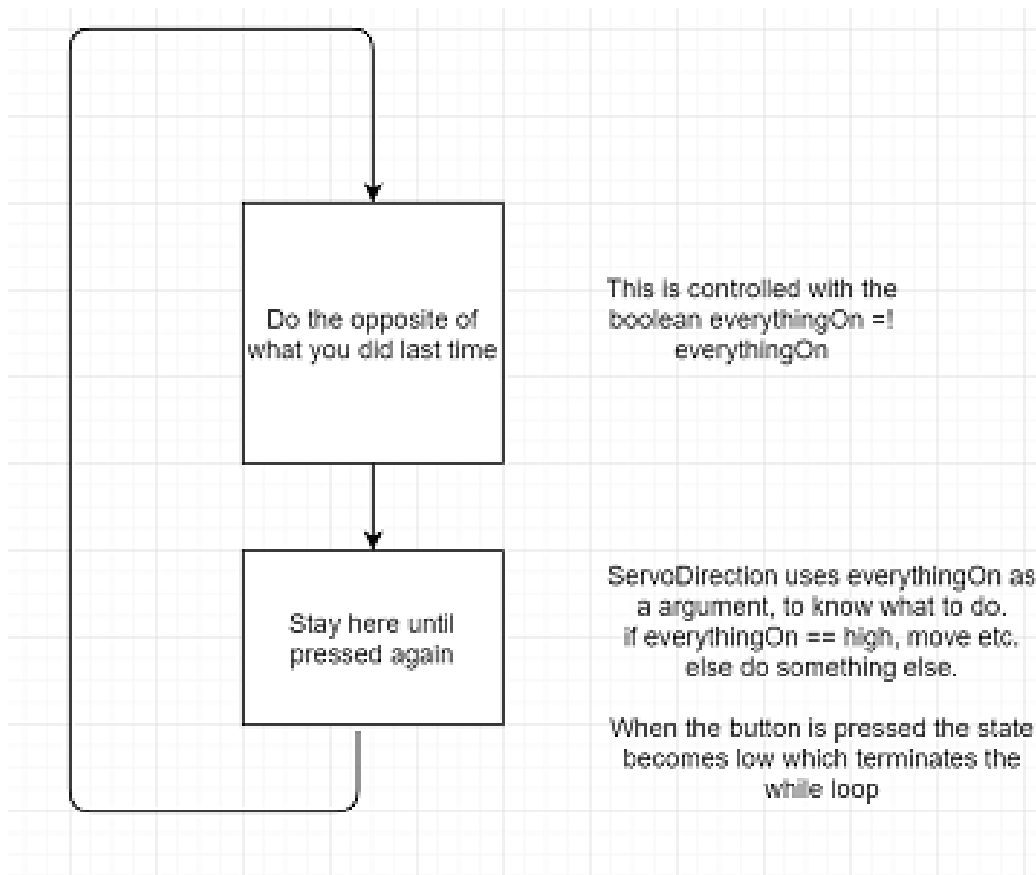 Do the opposite of
what you did last time
This is controlled with the
boolean everythingOn =!
everythingOn
Stay here until
pressed again
ServoDirection uses everythingOn as
a argument, to know what to do.
if everythingOn == high, move etc.
else do something else.
When the button is pressed the state
becomes low which terminates the
while loop